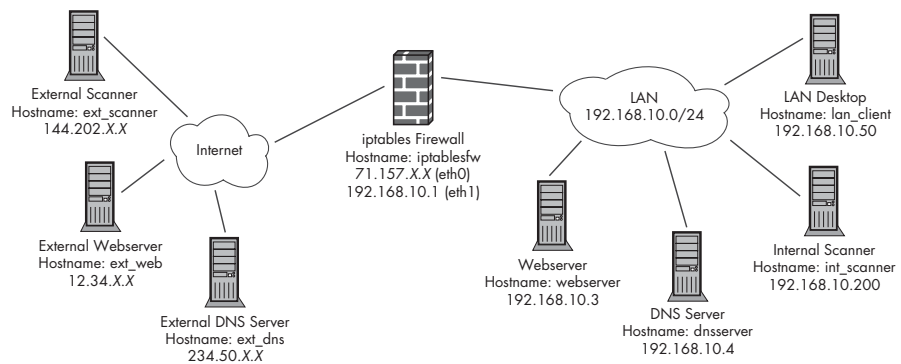 External Scanner
Hostname: ext_scanner
144.202.X.X
Internet
External Webserver
Hostname: ext_web
12.34.X.X
External DNS Server
Hostname: ext_dns
234.50.X.X
iptables Firewall
Hostname: iptablesfw
71.157.X.X (eth0)
192.168.10.1 (eth1)
LAN
192.168.10.0/24
LAN Desktop
Hostname: lan_client
192.168.10.50
Webserver
Hostname: webserver
192.168.10.3
DNS Server
Hostname: dnsserver
192.168.10.4
Internal Scanner
Hostname: int_scanner
192.168.10.200